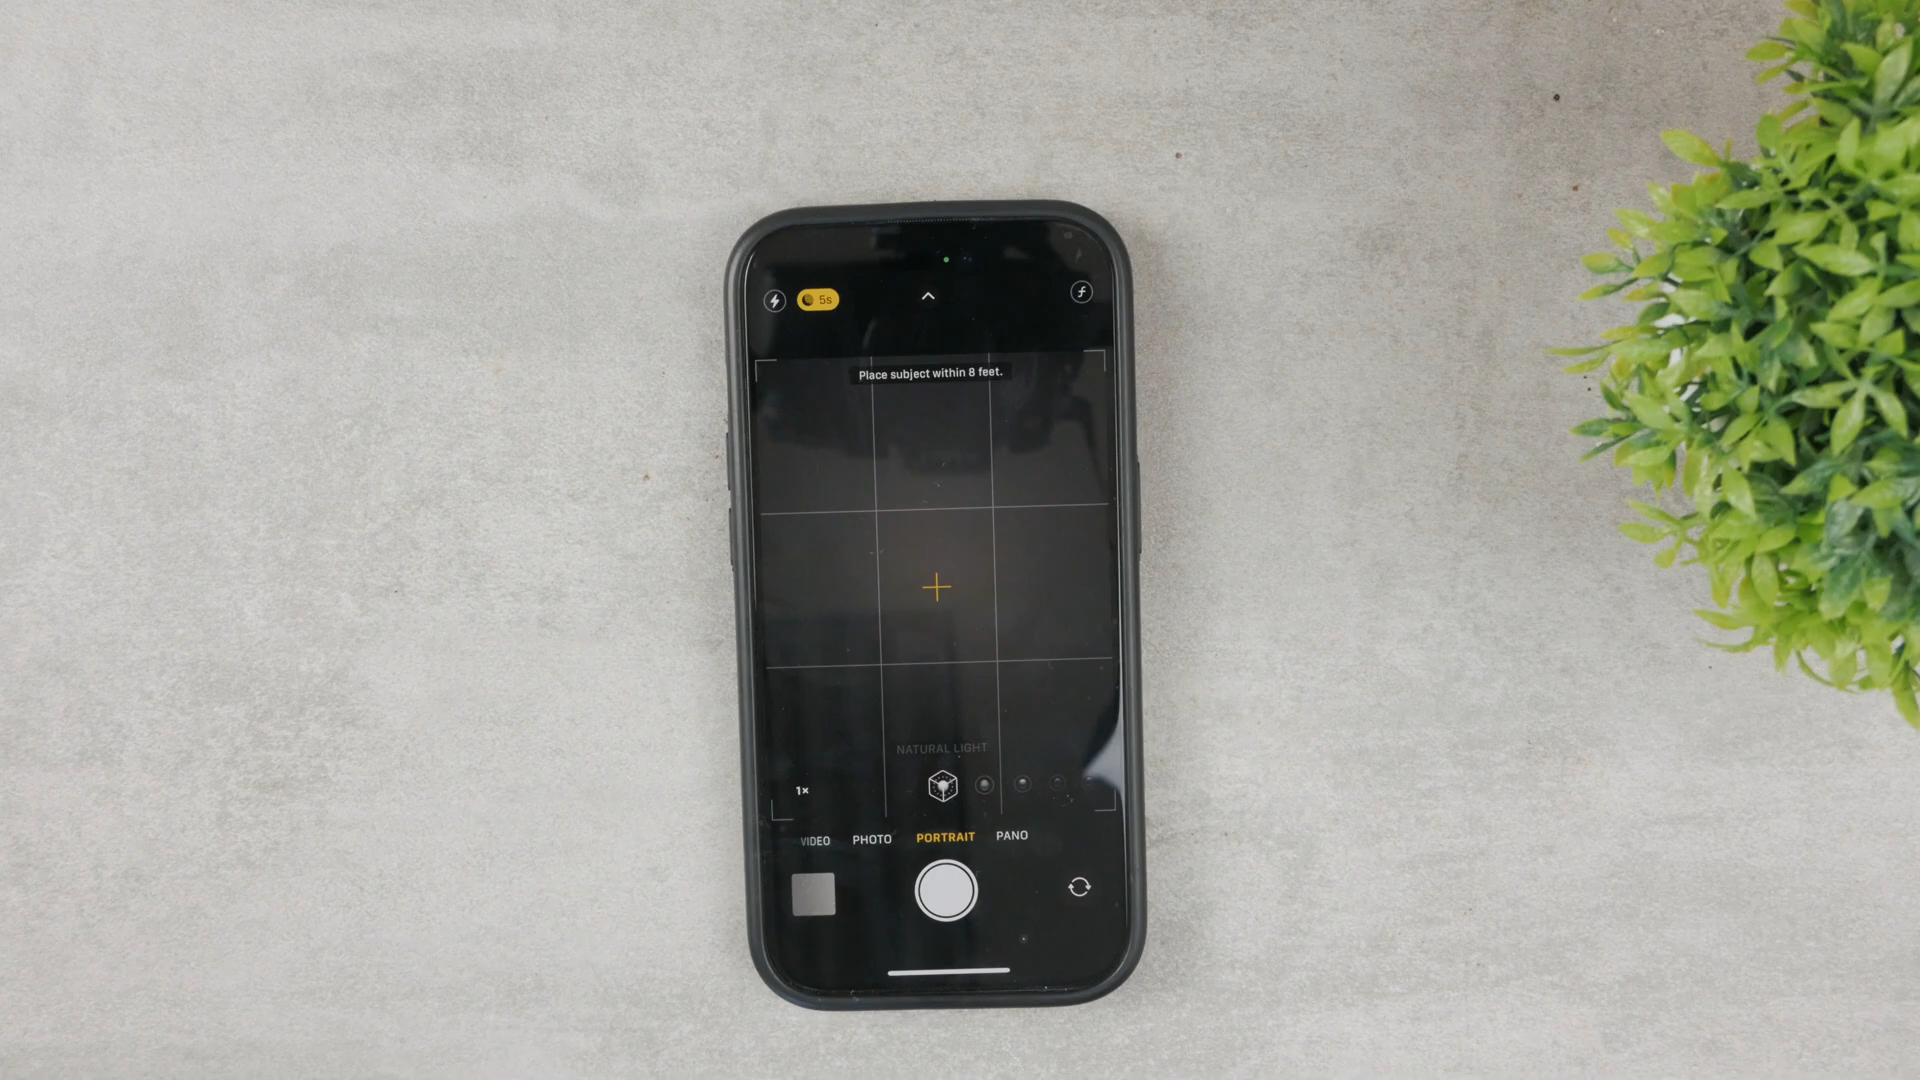 5s
Place subject within 8 feet.
NATURAL LIGHT
1×
VIDEO PHOTO PORTRAIT PANO